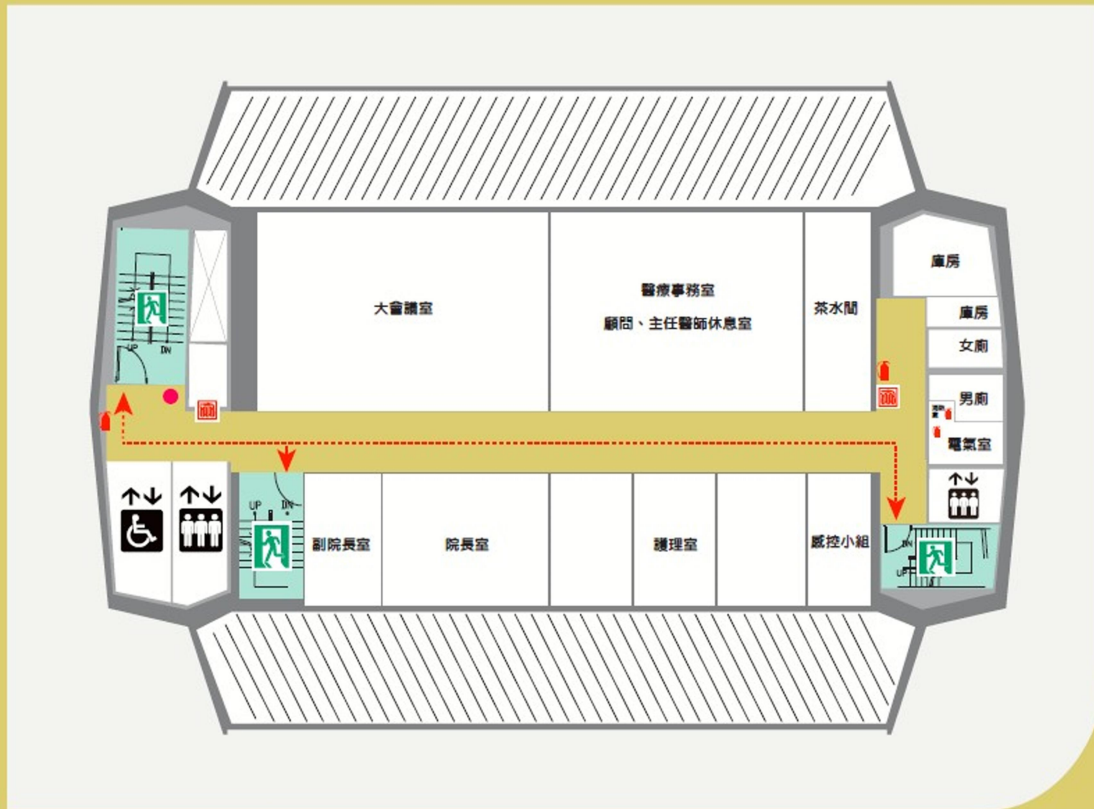 庫房
大會議室
醫療事務室
顧問、主任醫師休息室
茶水間
庫房
女廁
UP
DN
男廁
電氣室
UP
DN
副院長室
院長室
護理室
感控小組
DN
UP